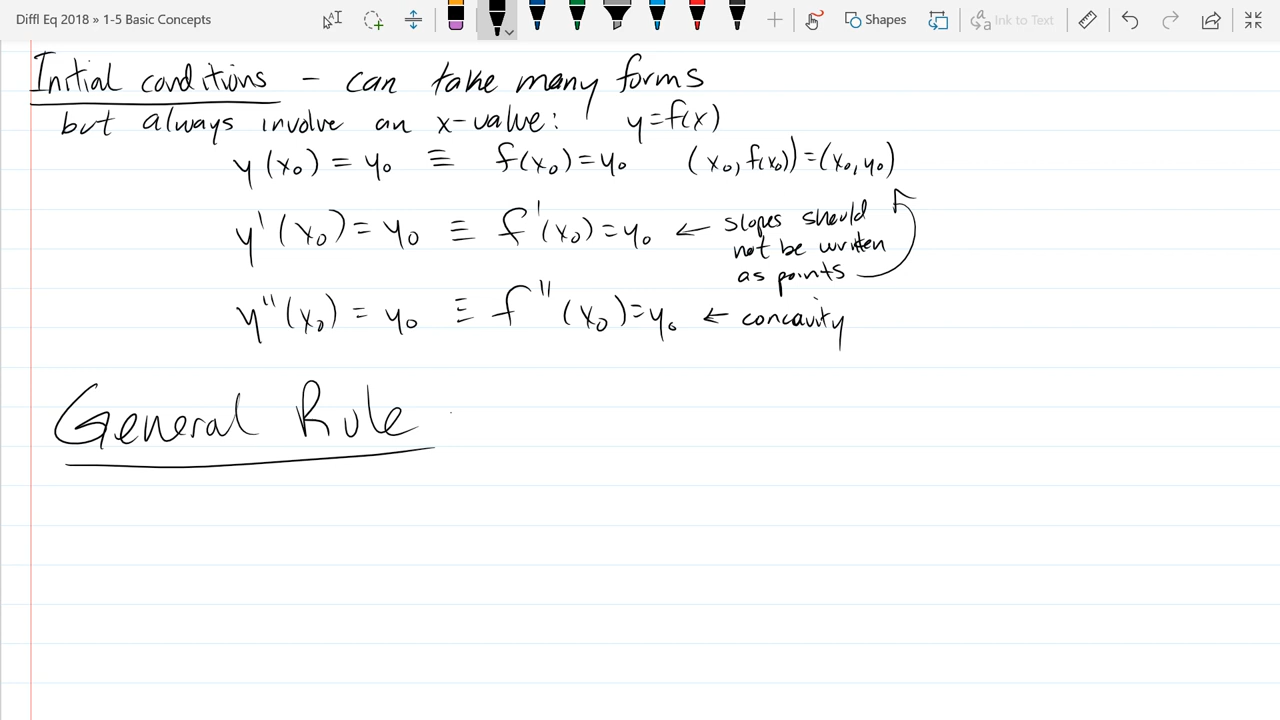 Diffl Eq 2018 » 1-5 Basic Concepts
Shapes
Ink to Text
Initial conditions - can take many forms
but always involve an x-value: y=f(x)
y(x₀) = y₀ ≡ f(x₀)=y₀ (x₀, f(x₀))=(x₀,y₀)
y'(x₀) = y₀ ≡ f'(x₀)=y₀ ← slopes should
not be written
as points
y''(x₀) = y₀ ≡ f''(x₀)=y₀ ← concavity
General Rule